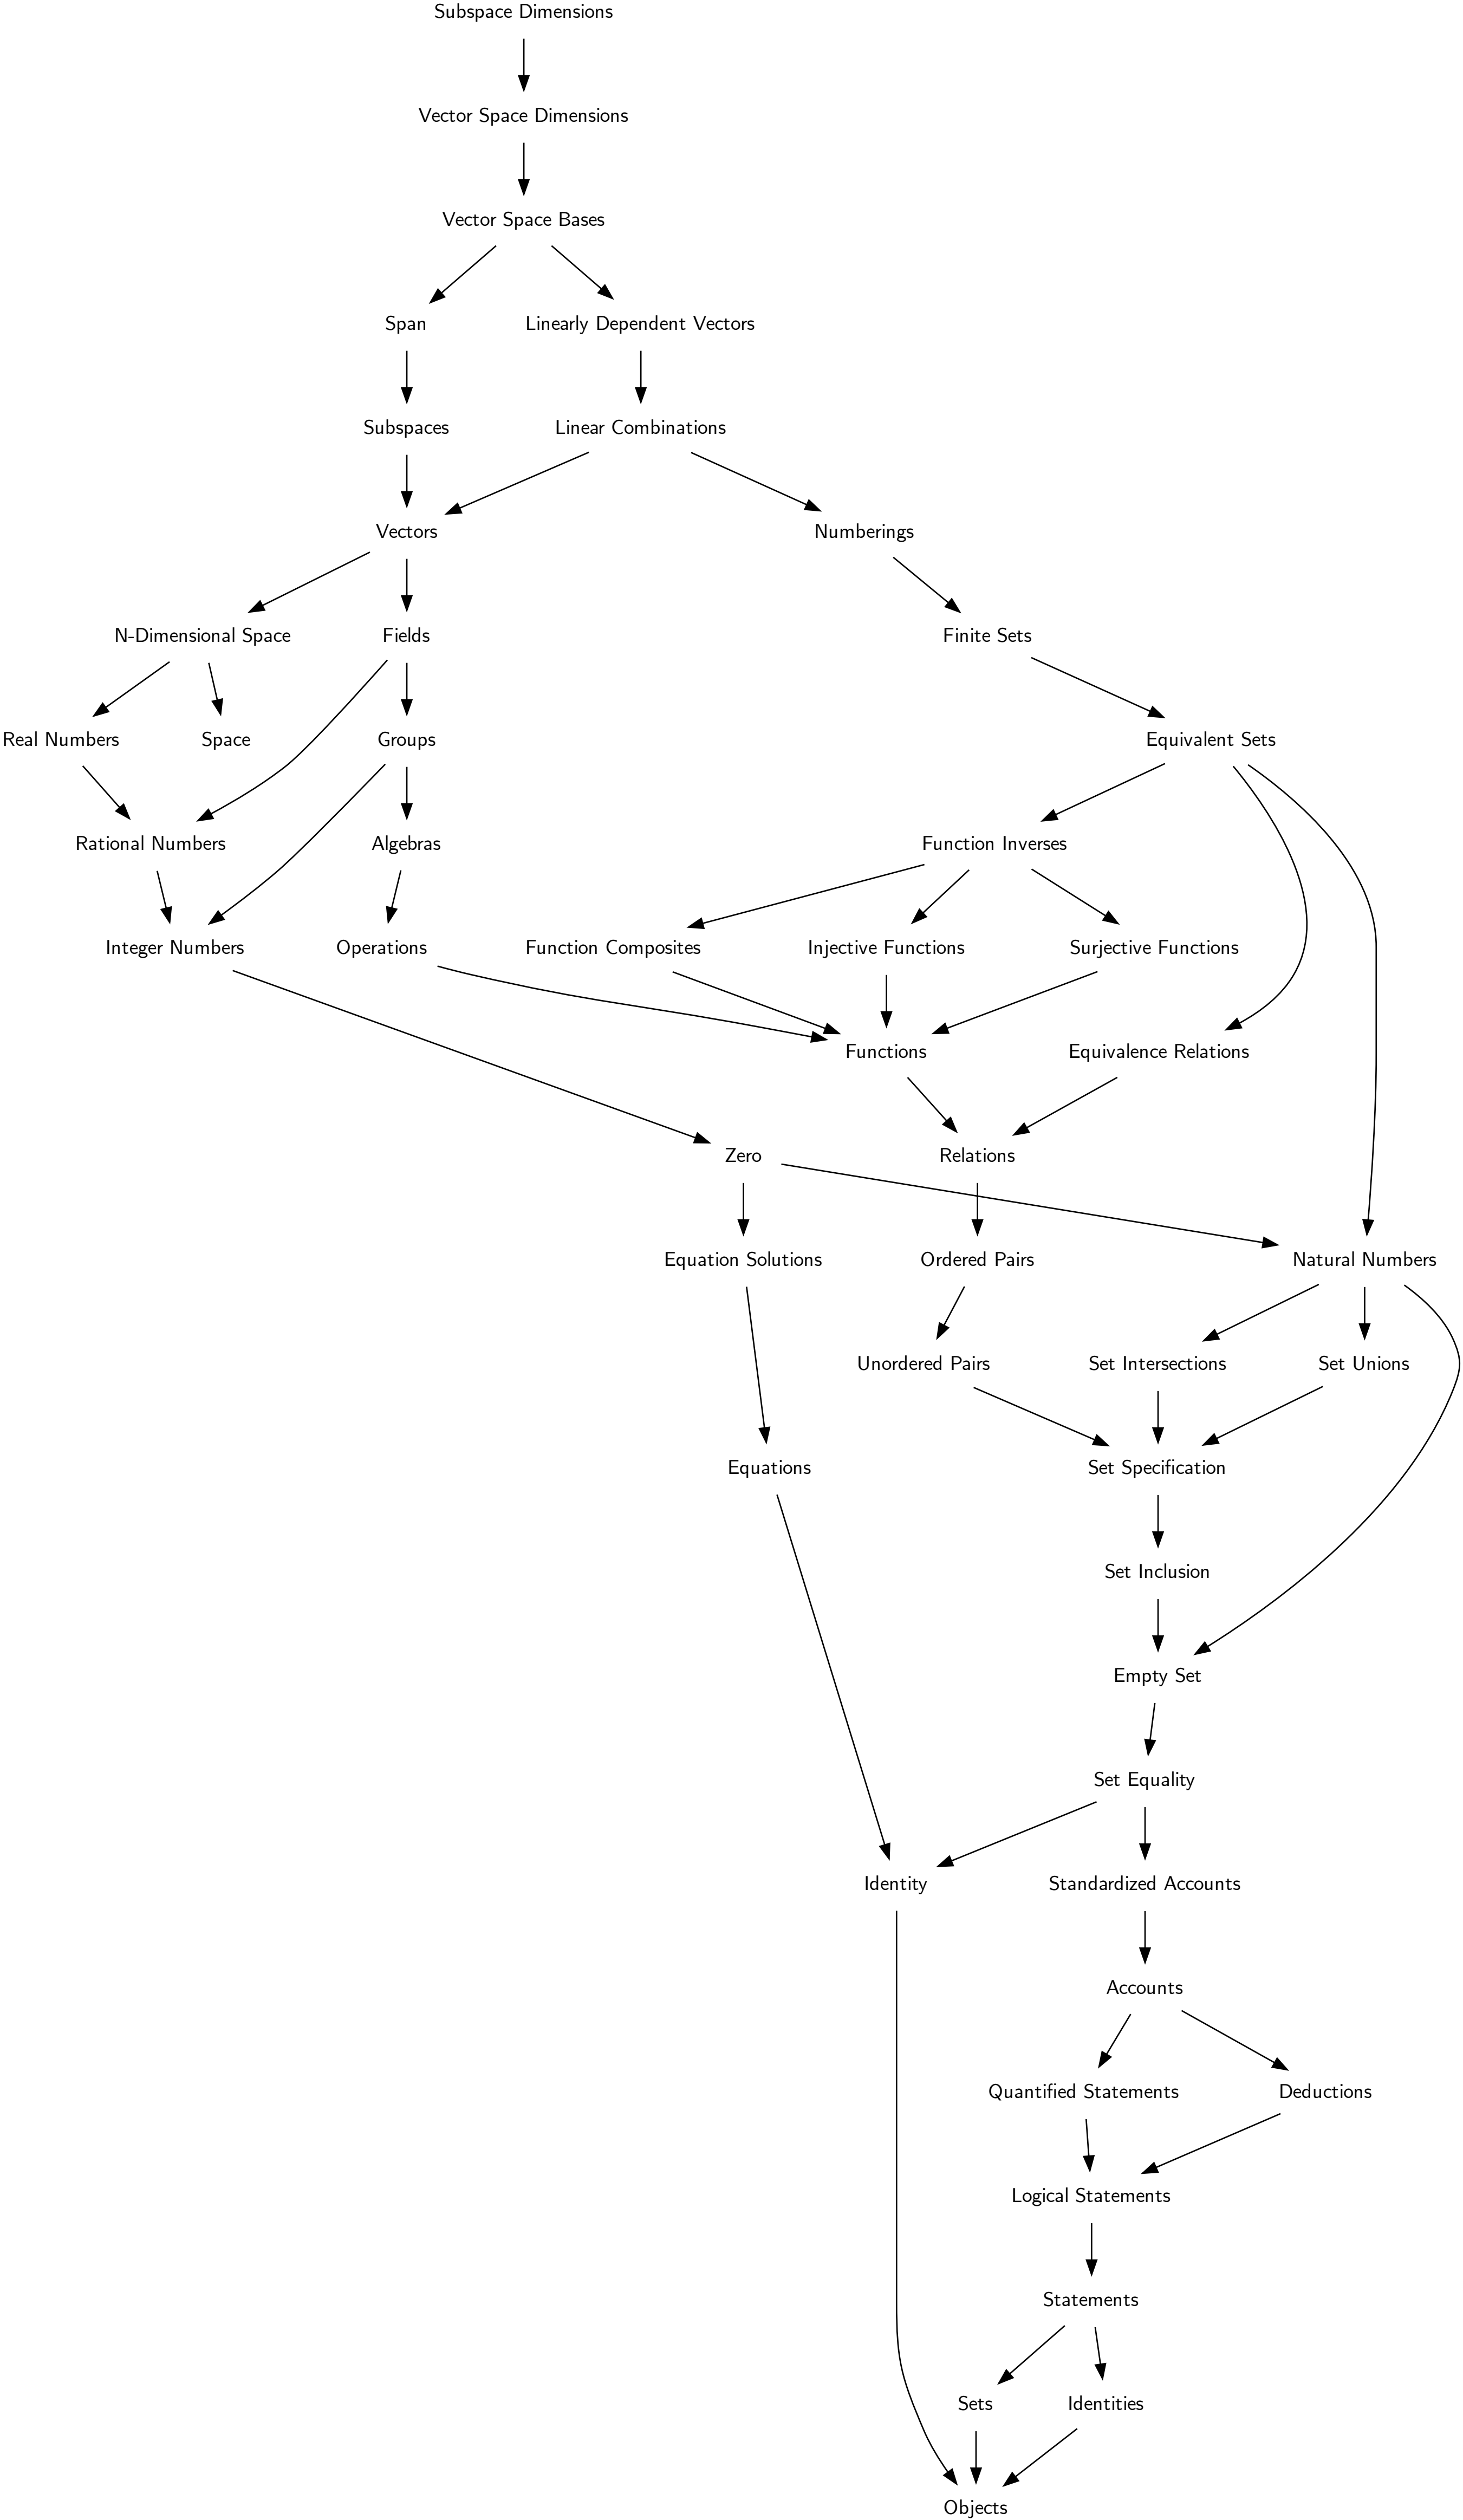 Subspace Dimensions
Vector Space Dimensions
Vector Space Bases
Span
Linearly Dependent Vectors
Subspaces
Linear Combinations
Vectors
Numberings
N-Dimensional Space
Fields
Finite Sets
Real Numbers
Space
Groups
Equivalent Sets
Rational Numbers
Algebras
Function Inverses
Integer Numbers
Operations
Function Composites
Injective Functions
Surjective Functions
Functions
Equivalence Relations
Zero
Relations
Equation Solutions
Ordered Pairs
Natural Numbers
Unordered Pairs
Set Intersections
Set Unions
Equations
Set Specification
Set Inclusion
Empty Set
Set Equality
Identity
Standardized Accounts
Accounts
Quantified Statements
Deductions
Logical Statements
Statements
Sets
Identities
Objects